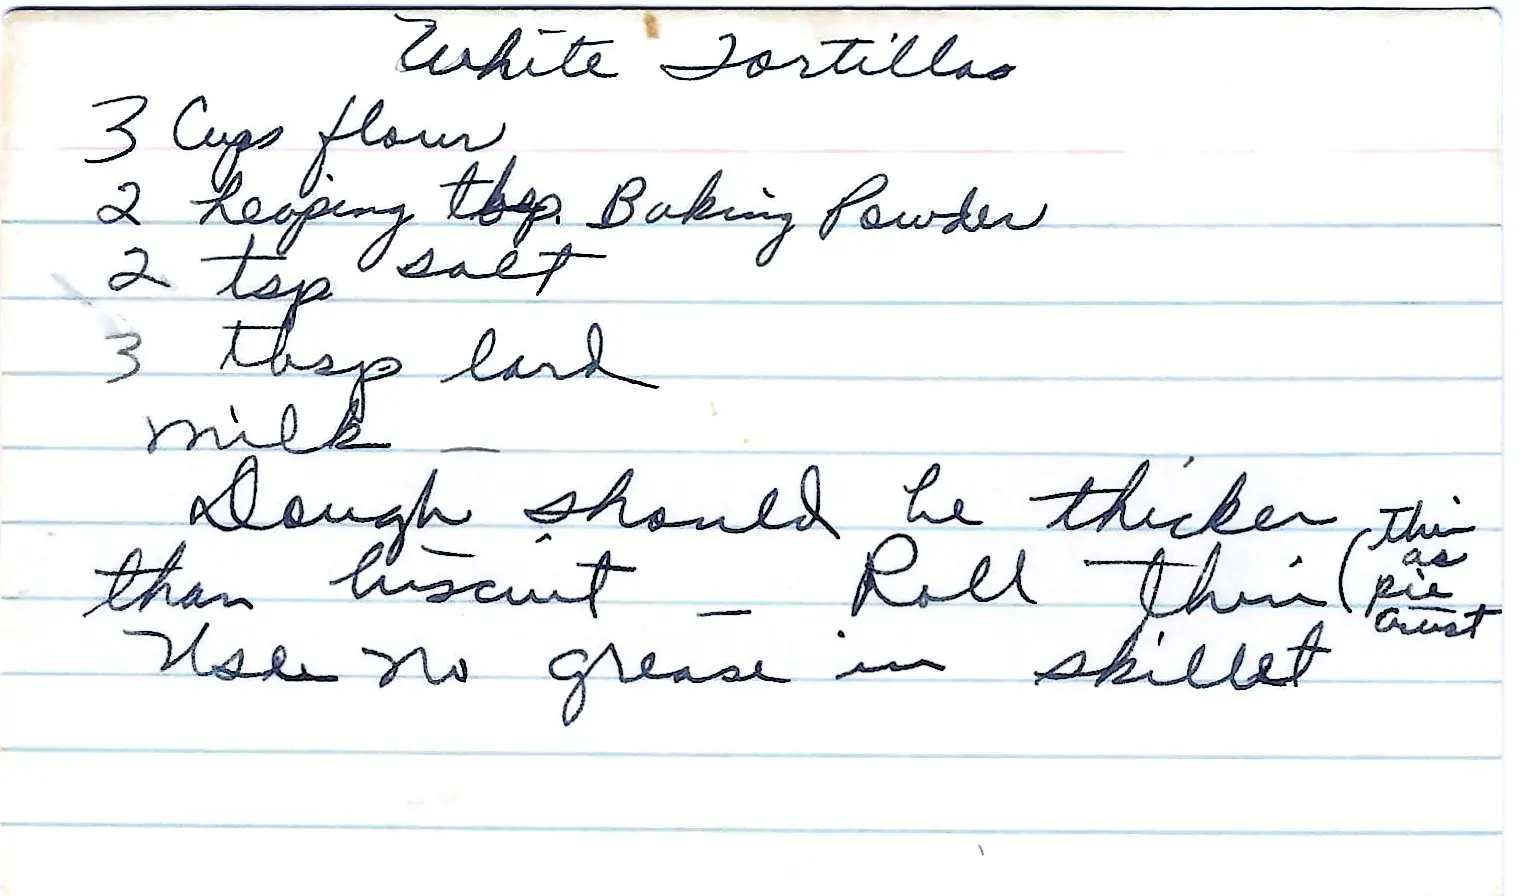 White Tortillas
3 Cups flour
2 heaping tbsp. Baking Powder
2 tsp salt
3 tbsp lard
milk —
Dough should be thicker
than biscuit — Roll thin (thin
as
pie
crust
Use no grease in skillet